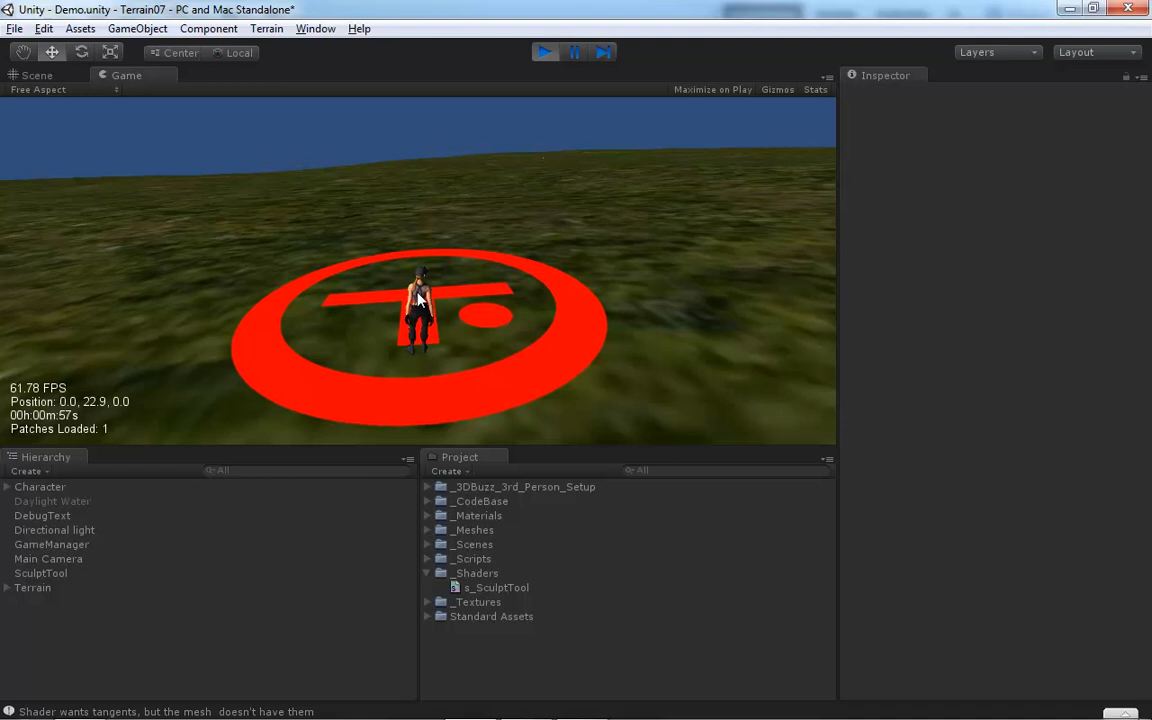 Unity - Demo.unity - Terrain07 - PC and Mac Standalone*
File Edit Assets GameObject Component Terrain Window Help
Center Local Layers Layout
Scene Game Inspector
Free Aspect Maximize on Play Gizmos Stats
61.78 FPS
Position: 0.0, 22.9, 0.0
00h:00m:57s
Patches Loaded: 1
Hierarchy
Create All
Character
Daylight Water
DebugText
Directional light
GameManager
Main Camera
SculptTool
Terrain
Project
Create All
_3DBuzz_3rd_Person_Setup
_CodeBase
_Materials
_Meshes
_Scenes
_Scripts
_Shaders
s_SculptTool
_Textures
Standard Assets
Shader wants tangents, but the mesh  doesn't have them